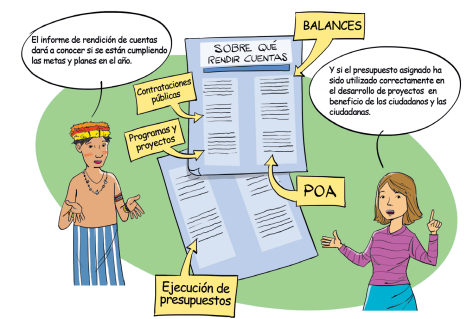 El informe de rendición de cuentas
dará a conocer si se están cumpliendo
las metas y planes en el año.
BALANCES
SOBRE QUÉ
RENDIR CUENTAS
Y si el presupuesto asignado ha
sido utilizado correctamente en
el desarrollo de proyectos en
beneficio de los ciudadanos y las
ciudadanas.
Contrataciones
públicas
Programas y
proyectos
POA
Ejecución de
presupuestos